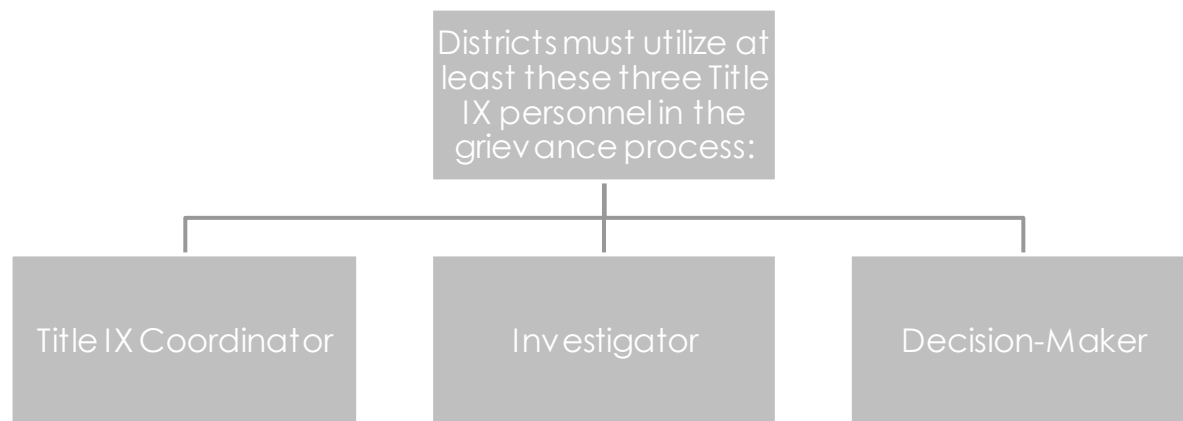 Districts must utilize at
least these three Title
IX personnel in the
grievance process:
Title IX Coordinator
Investigator
Decision-Maker